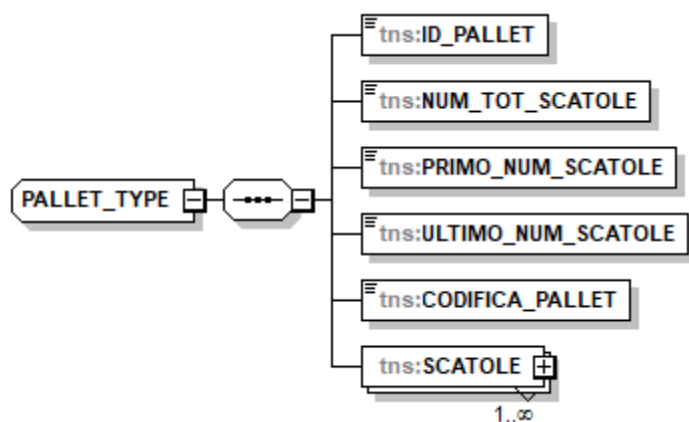 tns:ID_PALLET
tns:NUM_TOT_SCATOLE
tns:PRIMO_NUM_SCATOLE
PALLET_TYPE
tns:ULTIMO_NUM_SCATOLE
tns:CODIFICA_PALLET
tns:SCATOLE
1..∞